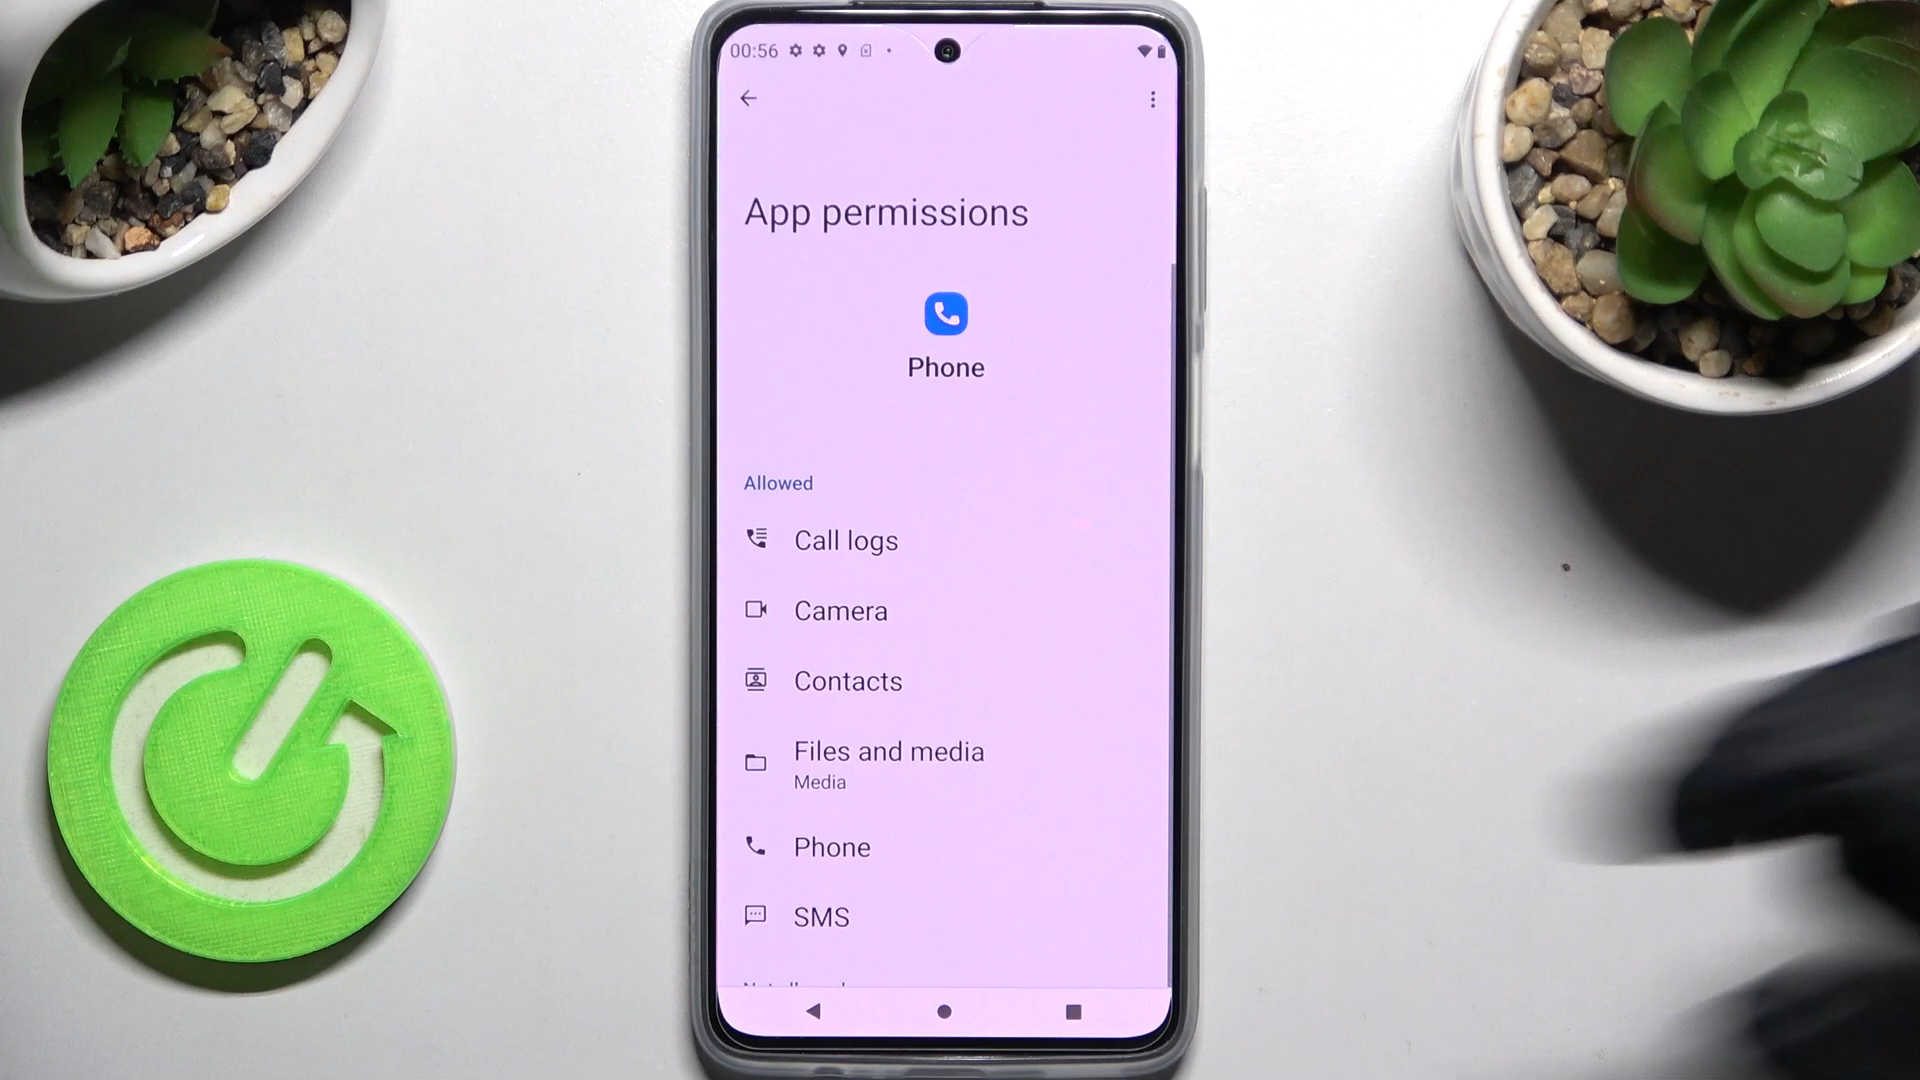 00:56
App permissions
Phone
Allowed
Call logs
Camera
Contacts
Files and media
Media
Phone
SMS